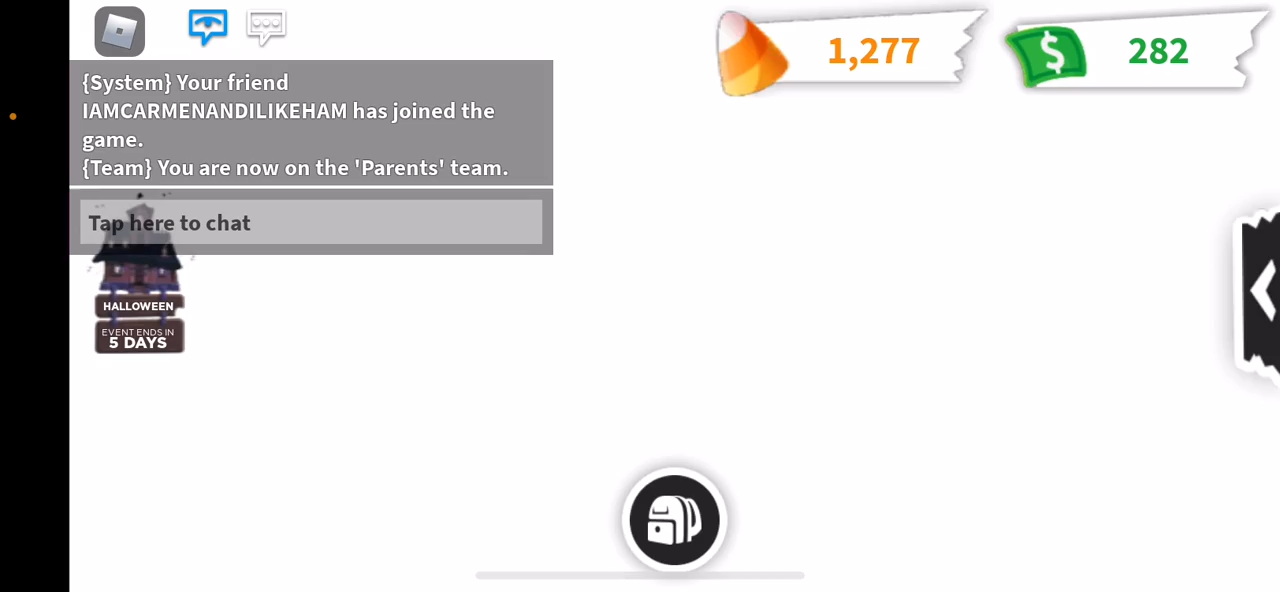 1,277
282
{System} Your friend
IAMCARMENANDILIKEHAM has joined the
game.
{Team} You are now on the 'Parents' team.
Tap here to chat
HALLOWEEN
EVENT ENDS IN
5 DAYS